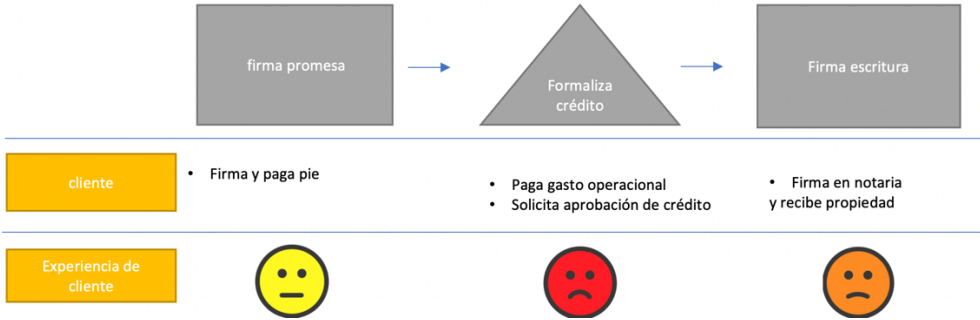 firma promesa
Formaliza
crédito
Firma escritura
cliente
• Firma y paga pie
• Paga gasto operacional
• Solicita aprobación de crédito
• Firma en notaria
y recibe propiedad
Experiencia de
cliente